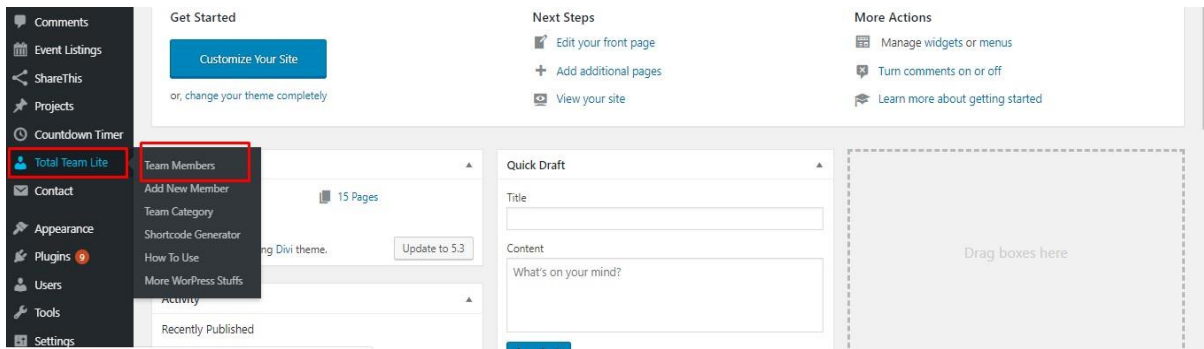 Comments
Event Listings
ShareThis
Projects
Countdown Timer
Total Team Lite
Contact
Appearance
Plugins 9
Users
Tools
Settings
Team Members
Add New Member
Team Category
Shortcode Generator
How To Use
More WorPress Stuffs
Get Started
Customize Your Site
or, change your theme completely
Next Steps
Edit your front page
Add additional pages
View your site
More Actions
Manage widgets or menus
Turn comments on or off
Learn more about getting started
15 Pages
Divi theme.
Update to 5.3
Activity
Recently Published
Quick Draft
Title
Content
What's on your mind?
Drag boxes here